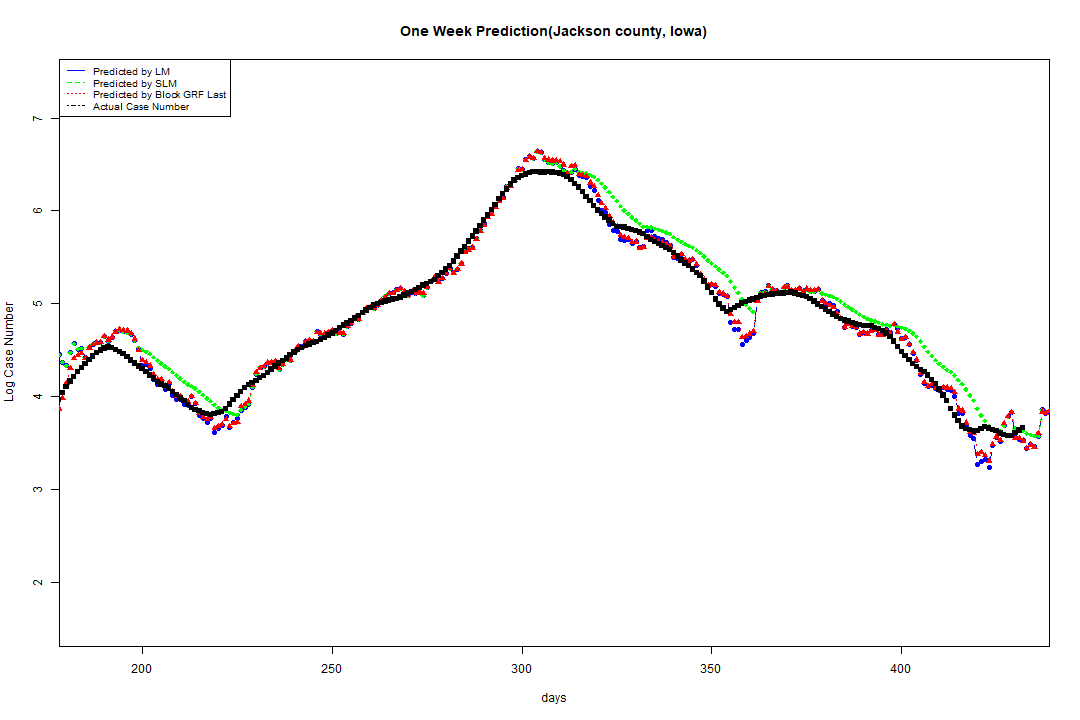 One Week Prediction(Jackson county, Iowa)
Predicted by LM
Predicted by SLM
Predicted by Block GRF Last
Actual Case Number
7
6
5
4
3
2
Log Case Number
200 250 300 350 400
days